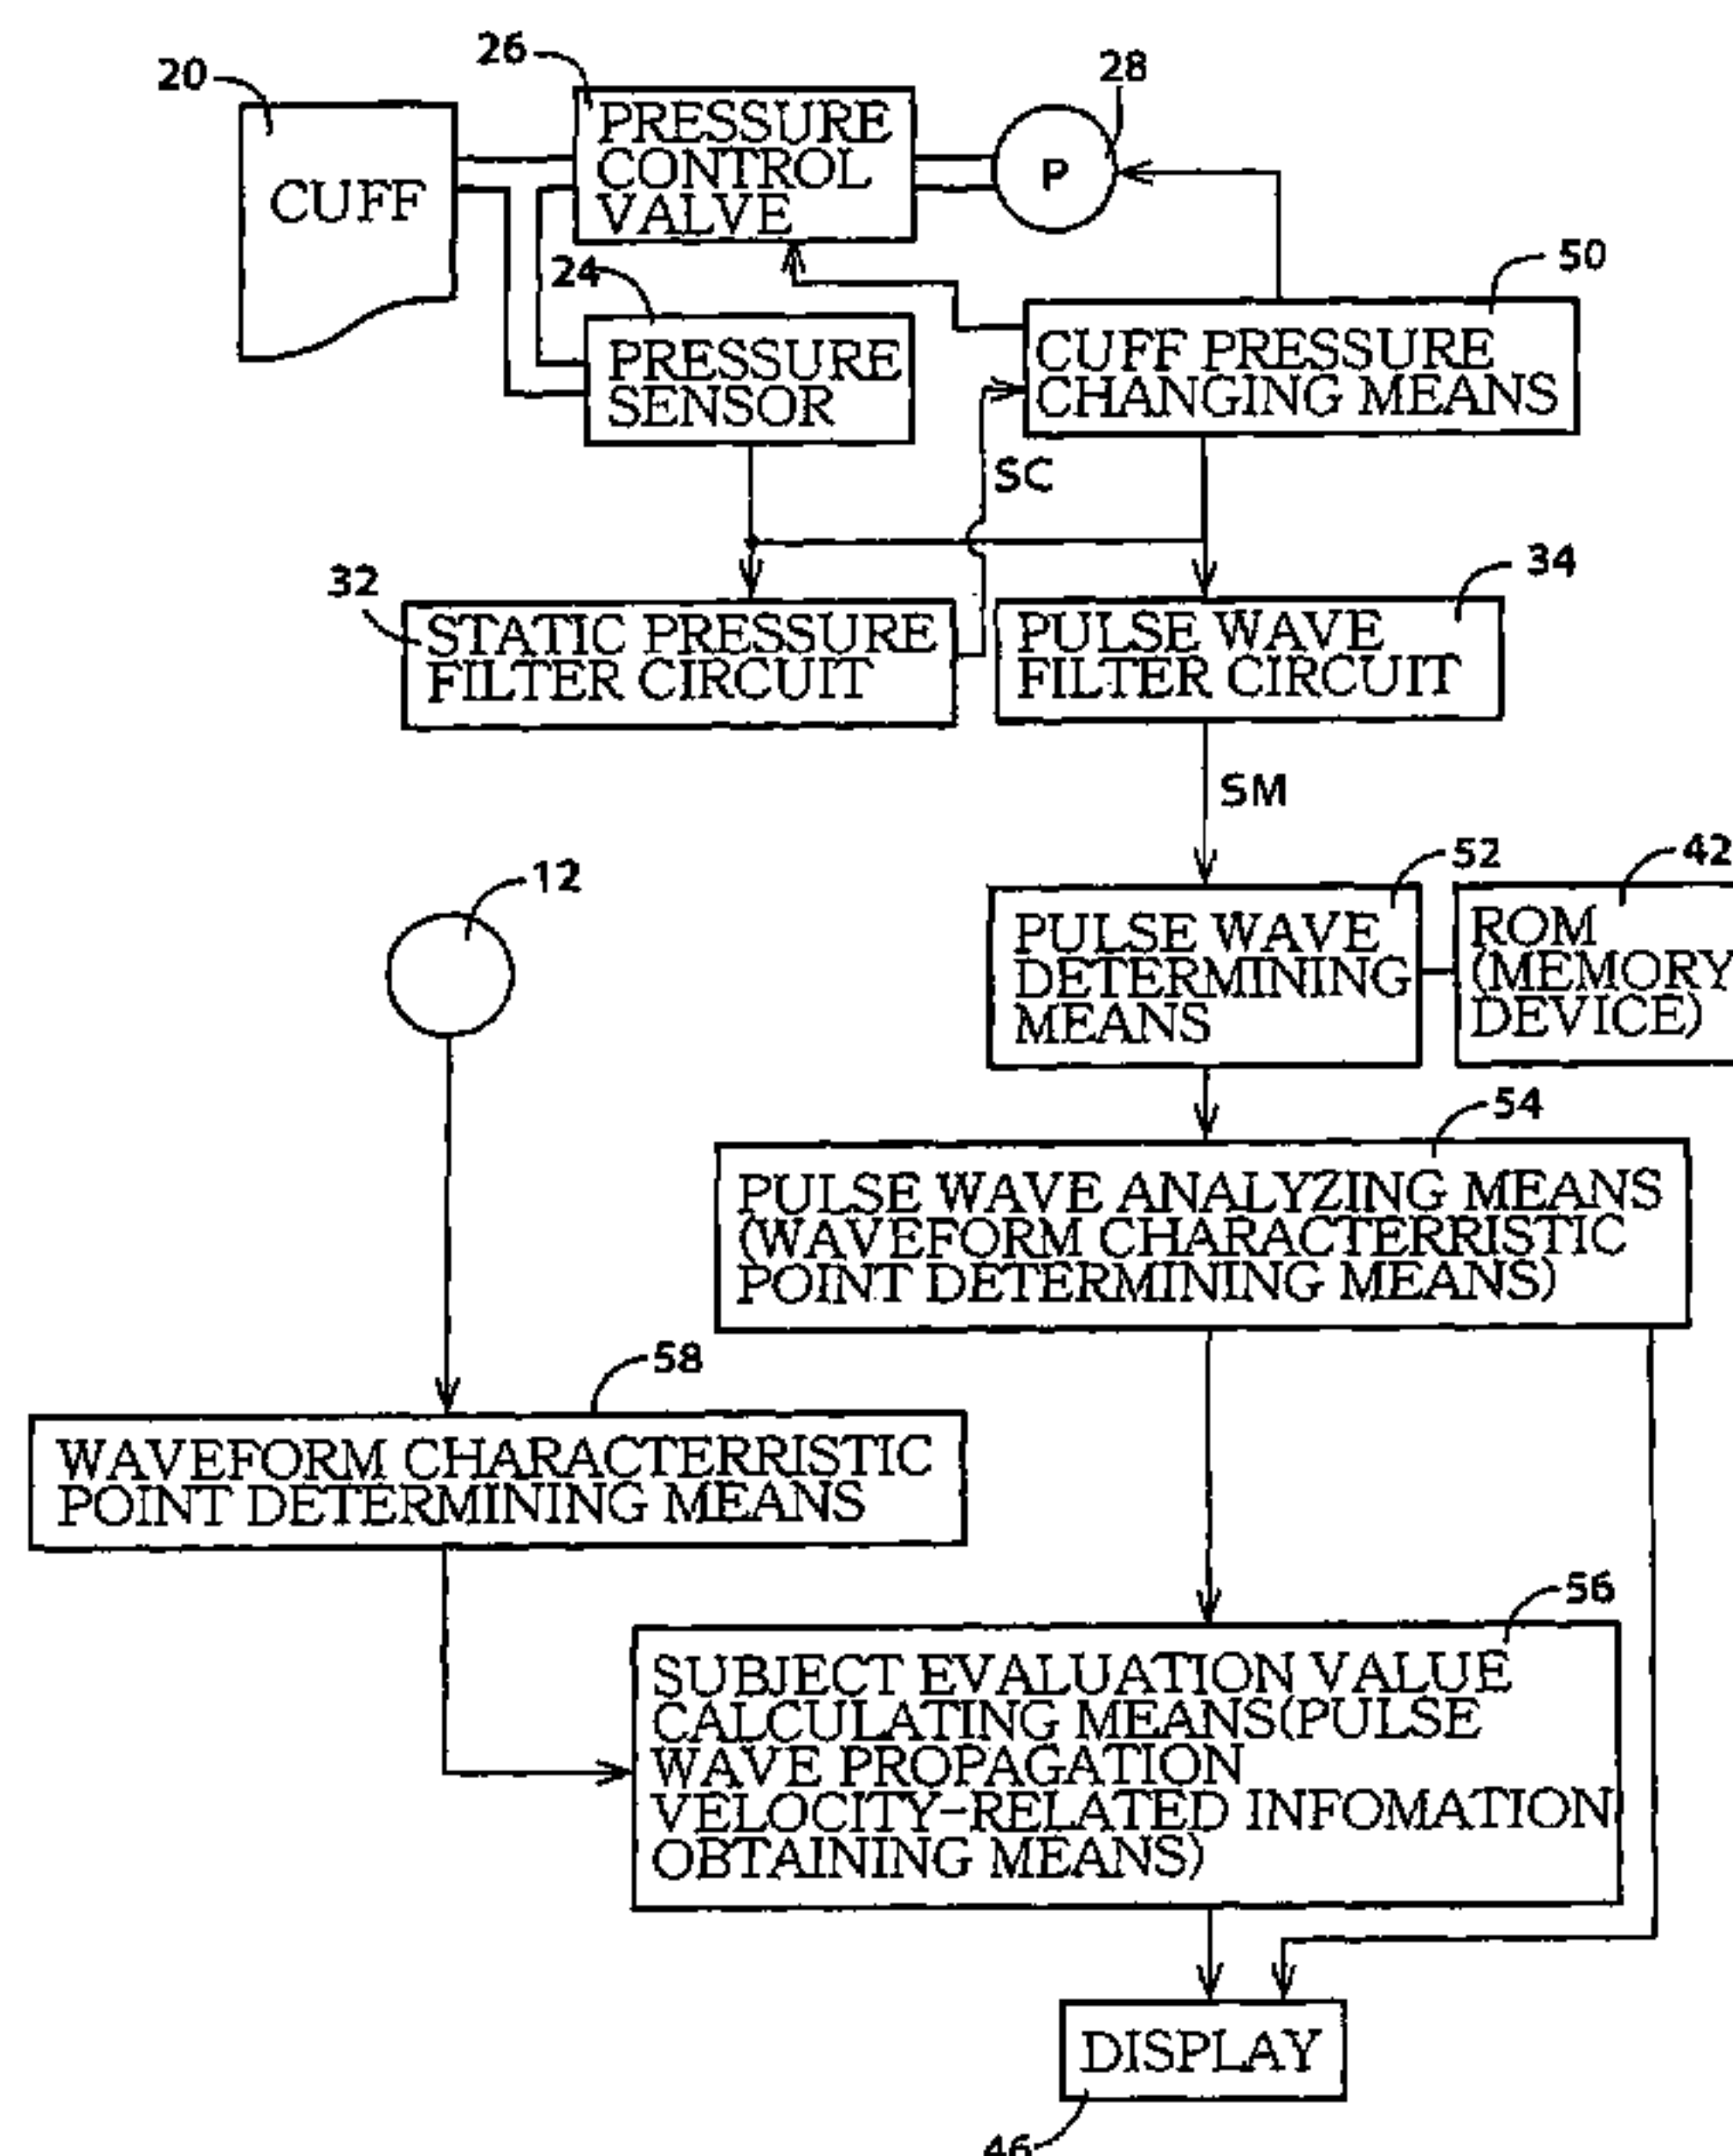 20
26
28
PRESSURE
CONTROL
VALVE
P
CUFF
24
50
PRESSURE
SENSOR
CUFF PRESSURE
CHANGING MEANS
SC
32
34
STATIC PRESSURE
FILTER CIRCUIT
PULSE WAVE
FILTER CIRCUIT
SM
12
52
42
PULSE WAVE
DETERMINING
MEANS
ROM
(MEMORY
DEVICE)
54
PULSE WAVE ANALYZING MEANS
(WAVEFORM CHARACTERRISTIC
POINT DETERMINING MEANS)
58
WAVEFORM CHARACTERRISTIC
POINT DETERMINING MEANS
56
SUBJECT EVALUATION VALUE
CALCULATING MEANS(PULSE
WAVE PROPAGATION
VELOCITY-RELATED INFOMATION
OBTAINING MEANS)
DISPLAY
46